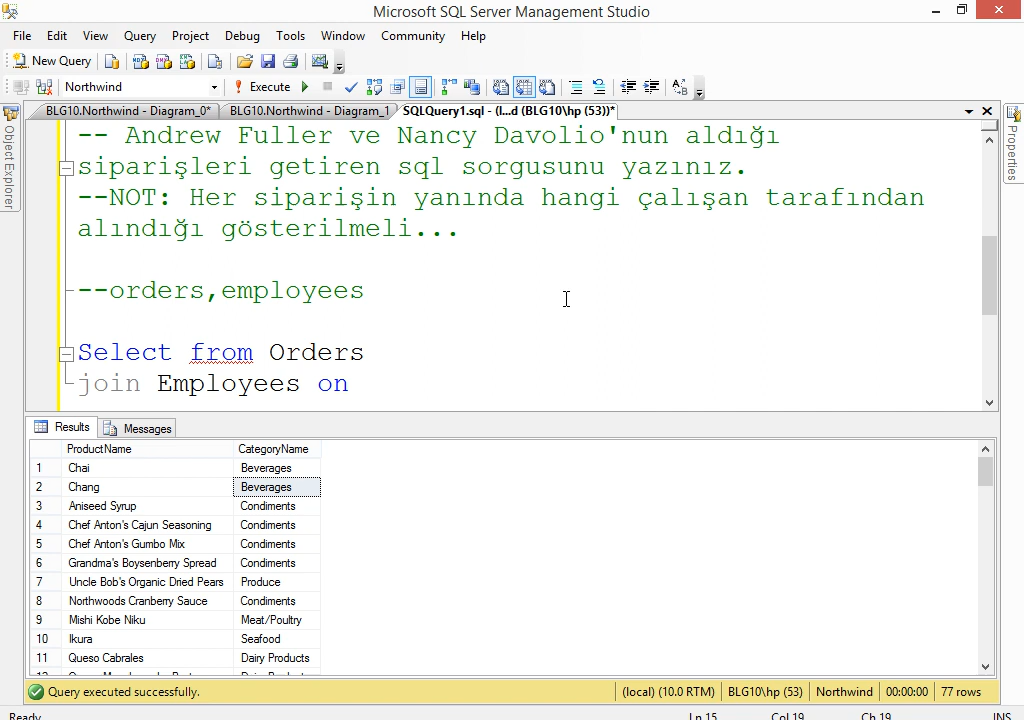 Microsoft SQL Server Management Studio
File Edit View Query Project Debug Tools Window Community Help
New Query
Northwind Execute
BLG10.Northwind - Diagram_0* BLG10.Northwind - Diagram_1 SQLQuery1.sql - (l...d (BLG10\hp (53))*
Object Explorer
Properties
-- Andrew Fuller ve Nancy Davolio'nun aldığı
siparişleri getiren sql sorgusunu yazınız.
--NOT: Her siparişin yanında hangi çalışan tarafından
alındığı gösterilmeli...
--orders,employees
Select from Orders
join Employees on
Results Messages
ProductName CategoryName
1 Chai Beverages
2 Chang Beverages
3 Aniseed Syrup Condiments
4 Chef Anton's Cajun Seasoning Condiments
5 Chef Anton's Gumbo Mix Condiments
6 Grandma's Boysenberry Spread Condiments
7 Uncle Bob's Organic Dried Pears Produce
8 Northwoods Cranberry Sauce Condiments
9 Mishi Kobe Niku Meat/Poultry
10 Ikura Seafood
11 Queso Cabrales Dairy Products
Query executed successfully. (local) (10.0 RTM) BLG10\hp (53) Northwind 00:00:00 77 rows
Ready Ln 15 Col 19 Ch 19 INS